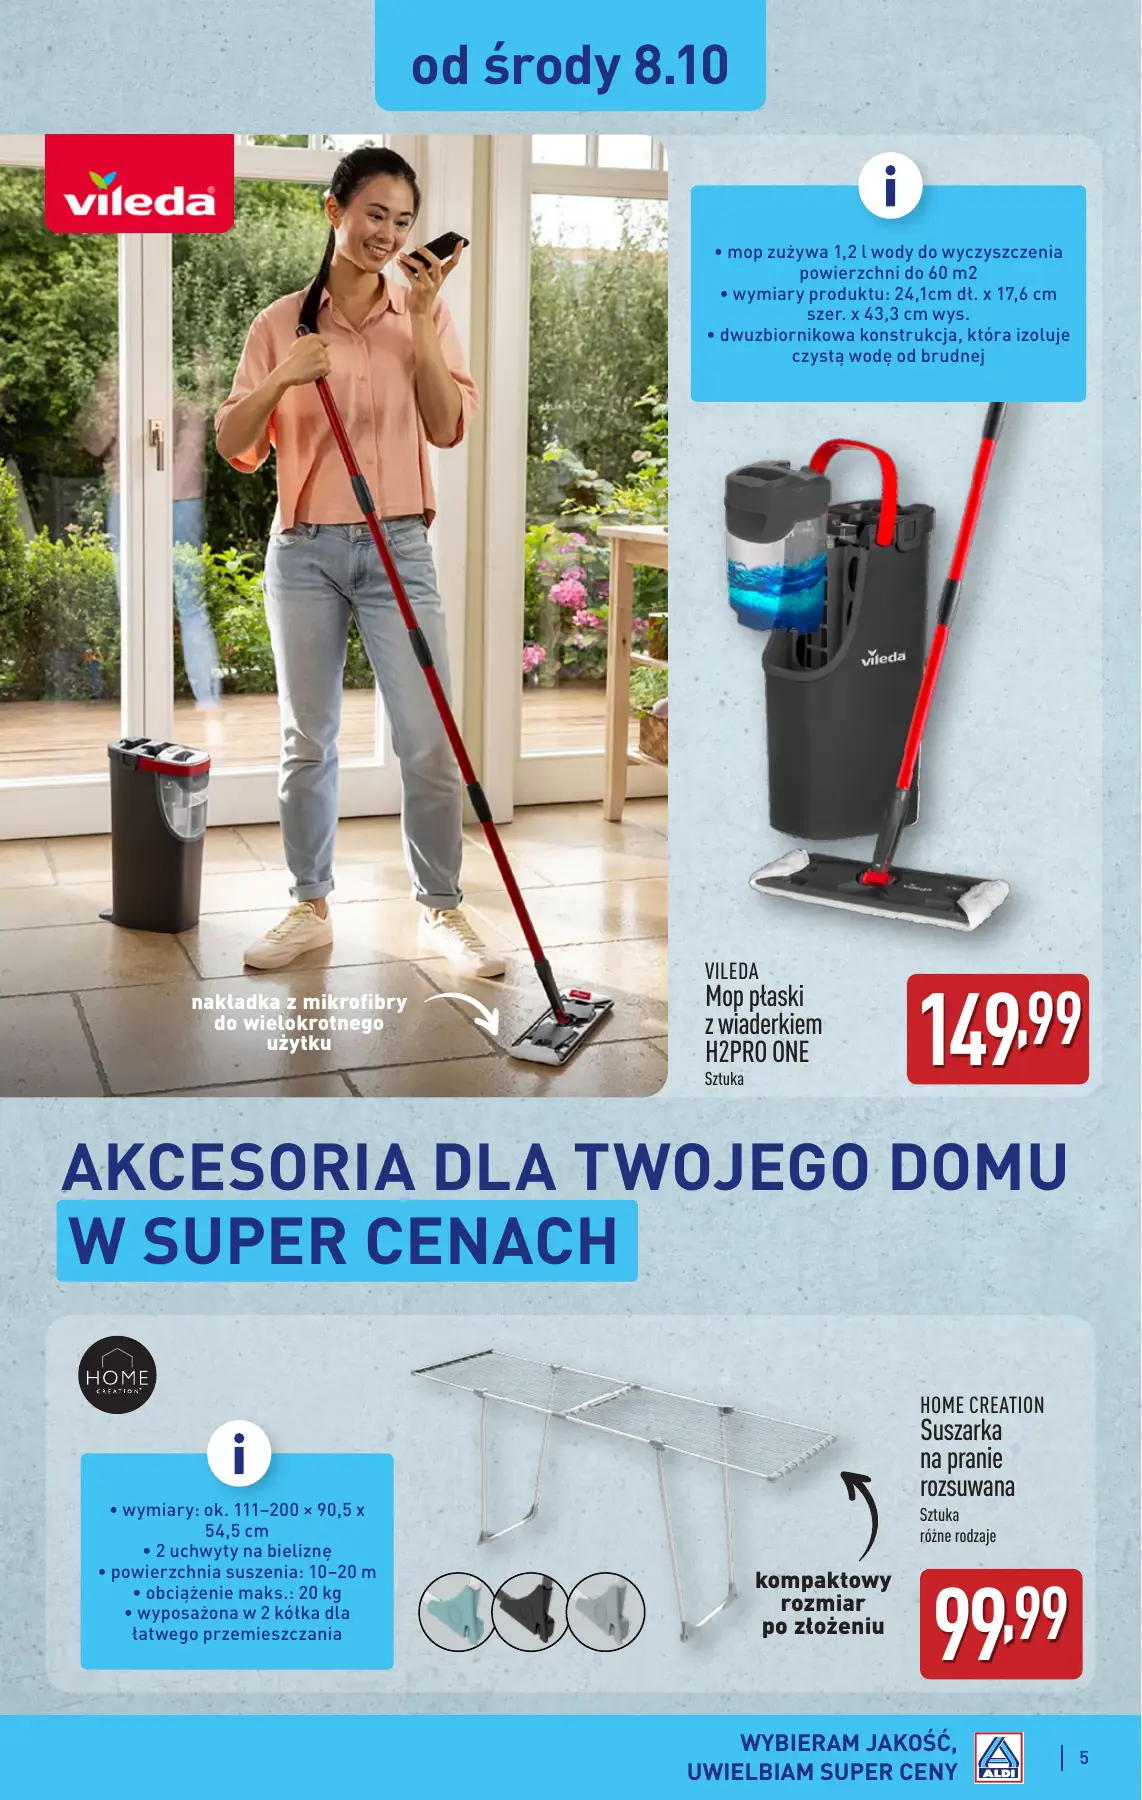 od środy 8.10
vileda®
i
• mop zużywa 1,2 l wody do wyczyszczenia
powierzchni do 60 m2
• wymiary produktu: 24,1cm dł. x 17,6 cm
szer. x 43,3 cm wys.
• dwuzbiornikowa konstrukcja, która izoluje
czystą wodę od brudnej
vileda
vileda
nakładka z mikrofibry
do wielokrotnego
użytku
VILEDA
Mop płaski
z wiaderkiem
H2PRO ONE
Sztuka
149,99
AKCESORIA DLA TWOJEGO DOMU
W SUPER CENACH
HOME
CREATION
i
• wymiary: ok. 111–200 × 90,5 x
54,5 cm
• 2 uchwyty na bieliznę
• powierzchnia suszenia: 10–20 m
• obciążenie maks.: 20 kg
• wyposażona w 2 kółka dla
łatwego przemieszczania
kompaktowy
rozmiar
po złożeniu
HOME CREATION
Suszarka
na pranie
rozsuwana
Sztuka
różne rodzaje
99,99
WYBIERAM JAKOŚĆ,
UWIELBIAM SUPER CENY
ALDI
5